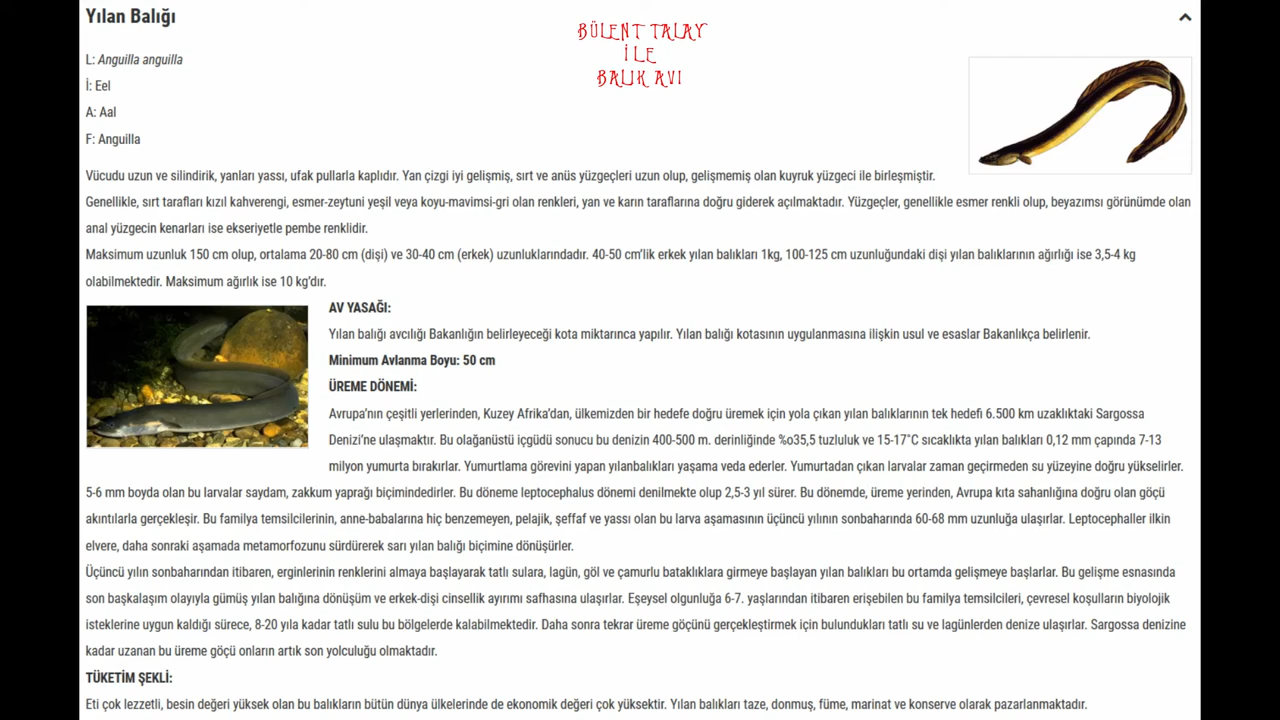 Yılan Balığı
BÜLENT TALAY
İLE
BALIK AVI
L: Anguilla anguilla
İ: Eel
A: Aal
F: Anguilla
Vücudu uzun ve silindirik, yanları yassı, ufak pullarla kaplıdır. Yan çizgi iyi gelişmiş, sırt ve anüs yüzgeçleri uzun olup, gelişmemiş olan kuyruk yüzgeci ile birleşmiştir.
Genellikle, sırt tarafları kızıl kahverengi, esmer-zeytuni yeşil veya koyu-mavimsi-gri olan renkleri, yan ve karın taraflarına doğru giderek açılmaktadır. Yüzgeçler, genellikle esmer renkli olup, beyazımsı görünümde olan
anal yüzgecin kenarları ise ekseriyetle pembe renklidir.
Maksimum uzunluk 150 cm olup, ortalama 20-80 cm (dişi) ve 30-40 cm (erkek) uzunluklarındadır. 40-50 cm’lik erkek yılan balıkları 1kg, 100-125 cm uzunluğundaki dişi yılan balıklarının ağırlığı ise 3,5-4 kg
olabilmektedir. Maksimum ağırlık ise 10 kg’dır.
AV YASAĞI:
Yılan balığı avcılığı Bakanlığın belirleyeceği kota miktarınca yapılır. Yılan balığı kotasının uygulanmasına ilişkin usul ve esaslar Bakanlıkça belirlenir.
Minimum Avlanma Boyu: 50 cm
ÜREME DÖNEMİ:
Avrupa’nın çeşitli yerlerinden, Kuzey Afrika’dan, ülkemizden bir hedefe doğru üremek için yola çıkan yılan balıklarının tek hedefi 6.500 km uzaklıktaki Sargossa
Denizi’ne ulaşmaktır. Bu olağanüstü içgüdü sonucu bu denizin 400-500 m. derinliğinde %o35,5 tuzluluk ve 15-17°C sıcaklıkta yılan balıkları 0,12 mm çapında 7-13
milyon yumurta bırakırlar. Yumurtlama görevini yapan yılanbalıkları yaşama veda ederler. Yumurtadan çıkan larvalar zaman geçirmeden su yüzeyine doğru yükselirler.
5-6 mm boyda olan bu larvalar saydam, zakkum yaprağı biçimindedirler. Bu döneme leptocephalus dönemi denilmekte olup 2,5-3 yıl sürer. Bu dönemde, üreme yerinden, Avrupa kıta sahanlığına doğru olan göçü
akıntılarla gerçekleşir. Bu familya temsilcilerinin, anne-babalarına hiç benzemeyen, pelajik, şeffaf ve yassı olan bu larva aşamasının üçüncü yılının sonbaharında 60-68 mm uzunluğa ulaşırlar. Leptocephaller ilkin
elvere, daha sonraki aşamada metamorfozunu sürdürerek sarı yılan balığı biçimine dönüşürler.
Üçüncü yılın sonbaharından itibaren, erginlerinin renklerini almaya başlayarak tatlı sulara, lagün, göl ve çamurlu bataklıklara girmeye başlayan yılan balıkları bu ortamda gelişmeye başlarlar. Bu gelişme esnasında
son başkalaşım olayıyla gümüş yılan balığına dönüşüm ve erkek-dişi cinsellik ayırımı safhasına ulaşırlar. Eşeysel olgunluğa 6-7. yaşlarından itibaren erişebilen bu familya temsilcileri, çevresel koşulların biyolojik
isteklerine uygun kaldığı sürece, 8-20 yıla kadar tatlı sulu bu bölgelerde kalabilmektedir. Daha sonra tekrar üreme göçünü gerçekleştirmek için bulundukları tatlı su ve lagünlerden denize ulaşırlar. Sargossa denizine
kadar uzanan bu üreme göçü onların artık son yolculuğu olmaktadır.
TÜKETİM ŞEKLİ:
Eti çok lezzetli, besin değeri yüksek olan bu balıkların bütün dünya ülkelerinde de ekonomik değeri çok yüksektir. Yılan balıkları taze, donmuş, füme, marinat ve konserve olarak pazarlanmaktadır.